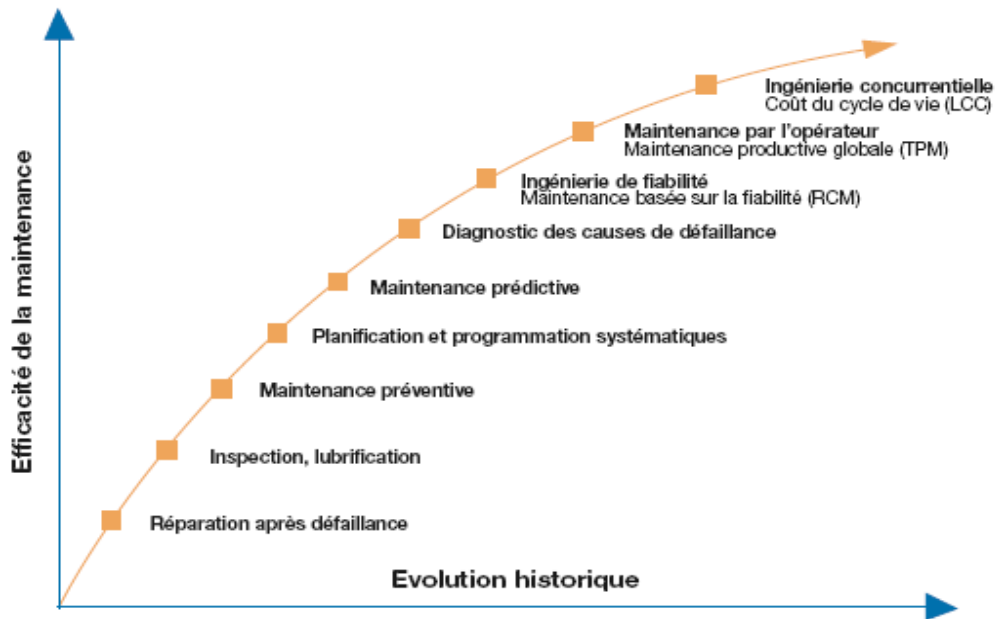 Efficacité de la maintenance
Ingénierie concurrentielle
Coût du cycle de vie (LCC)
Maintenance par l'opérateur
Maintenance productive globale (TPM)
Ingénierie de fiabilité
Maintenance basée sur la fiabilité (RCM)
Diagnostic des causes de défaillance
Maintenance prédictive
Planification et programmation systématiques
Maintenance préventive
Inspection, lubrification
Réparation après défaillance
Evolution historique